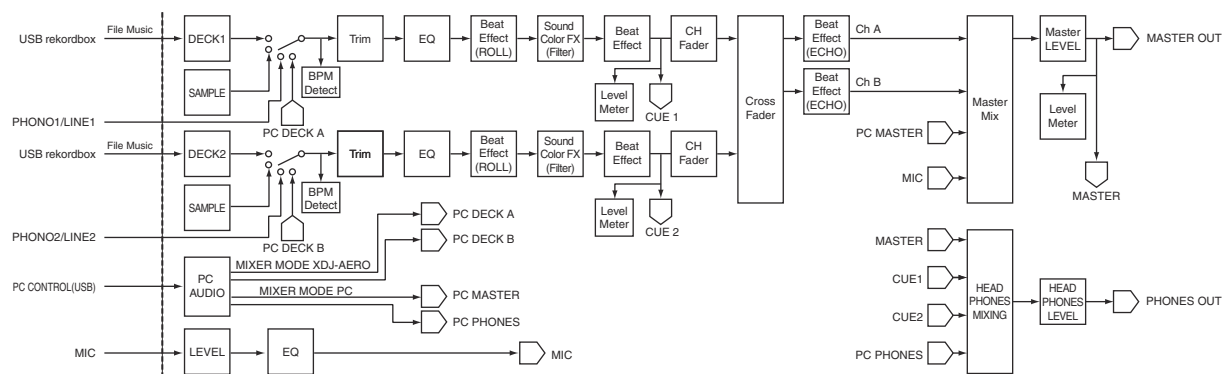 USB rekordbox
File Music
DECK1
SAMPLE
PHONO1/LINE1
PC DECK A
BPM
Detect
Trim
EQ
Beat
Effect
(ROLL)
Sound
Color FX
(Filter)
Beat
Effect
Level
Meter
CUE 1
CH
Fader
USB rekordbox
File Music
DECK2
SAMPLE
PHONO2/LINE2
PC DECK B
BPM
Detect
Trim
EQ
Beat
Effect
(ROLL)
Sound
Color FX
(Filter)
Beat
Effect
Level
Meter
CUE 2
CH
Fader
Cross
Fader
Beat
Effect
(ECHO)
Ch A
Beat
Effect
(ECHO)
Ch B
PC MASTER
MIC
Master
Mix
Master
LEVEL
MASTER OUT
Level
Meter
MASTER
PC CONTROL(USB)
PC
AUDIO
MIXER MODE XDJ-AERO
PC DECK A
PC DECK B
MIXER MODE PC
PC MASTER
PC PHONES
MIC
LEVEL
EQ
MIC
MASTER
CUE1
CUE2
PC PHONES
HEAD
PHONES
MIXING
HEAD
PHONES
LEVEL
PHONES OUT